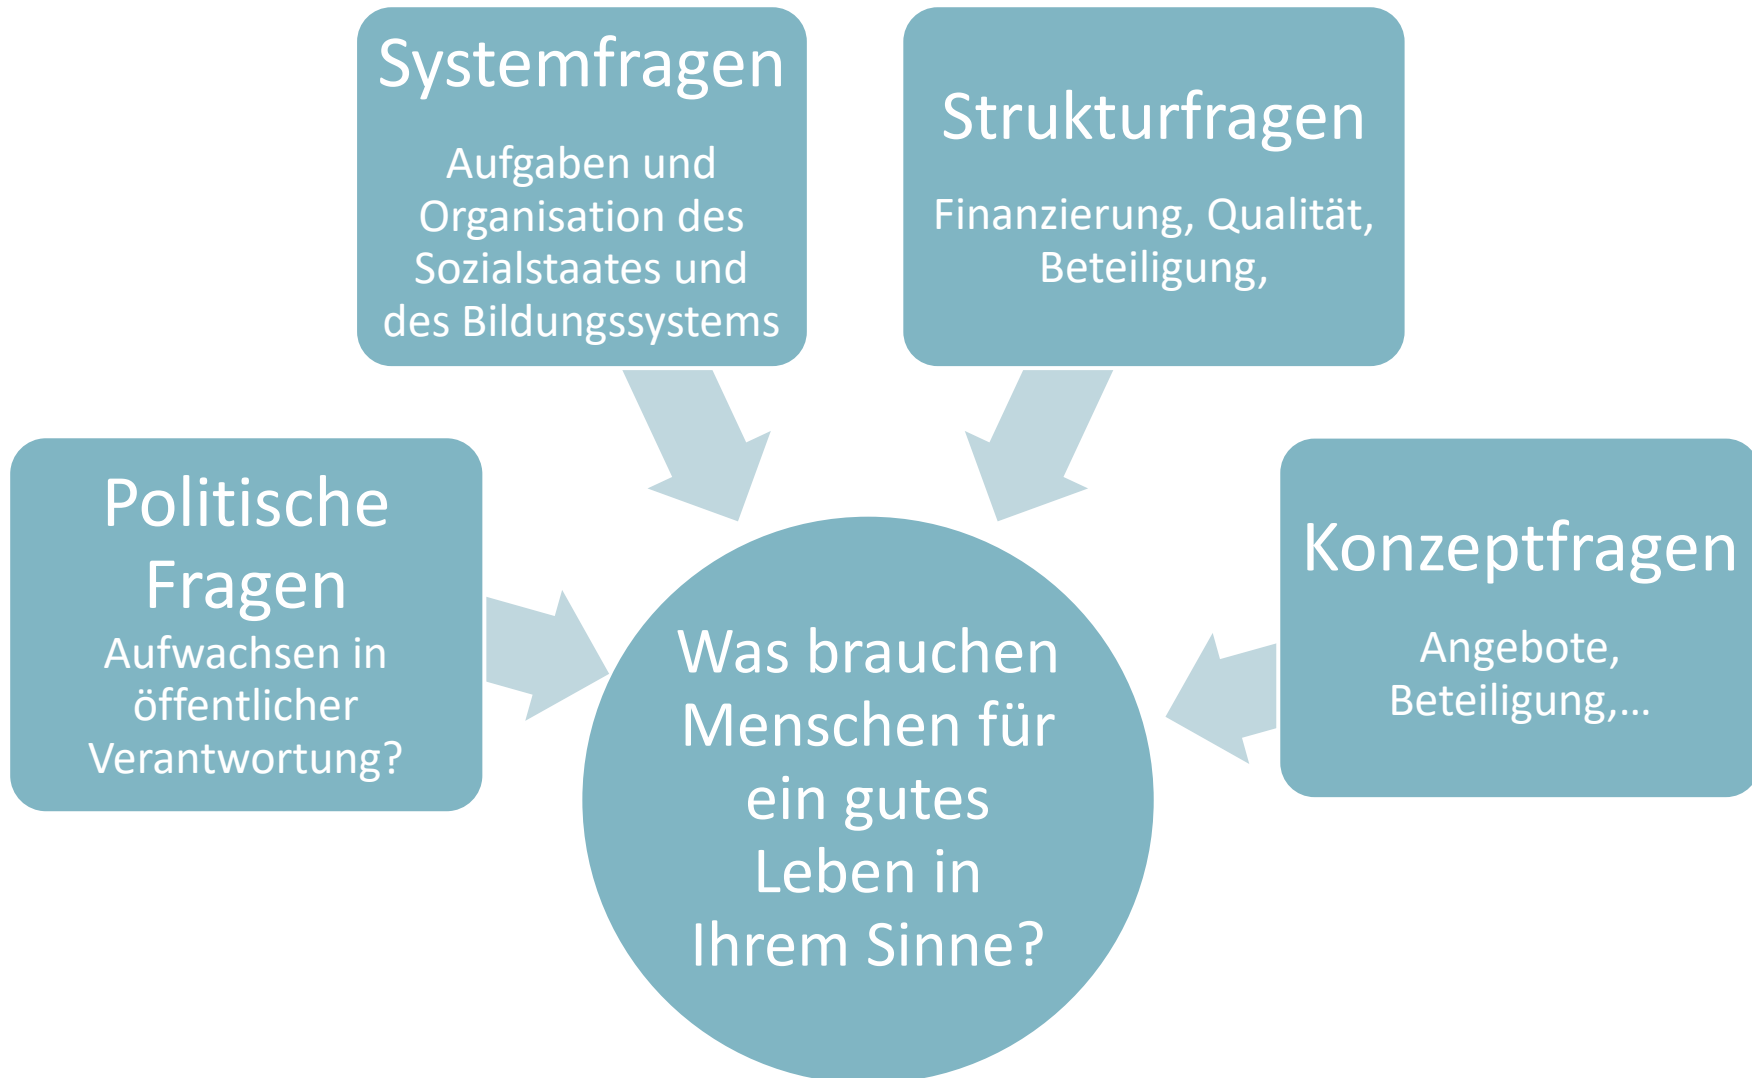 Systemfragen
Aufgaben und
Organisation des
Sozialstaates und
des Bildungssystems
Strukturfragen
Finanzierung, Qualität,
Beteiligung,
Politische
Fragen
Aufwachsen in
öffentlicher
Verantwortung?
Konzeptfragen
Angebote,
Beteiligung,...
Was brauchen
Menschen für
ein gutes
Leben in
Ihrem Sinne?